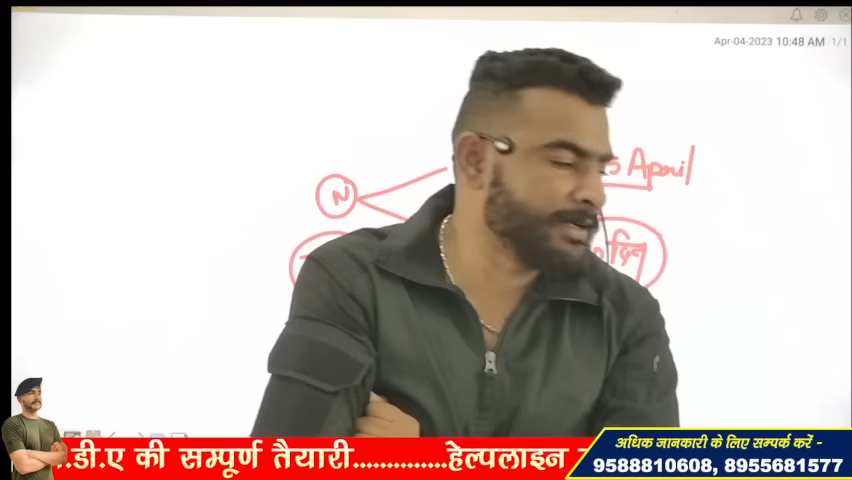 Apr-04-2023 10:48 AM 1/1
N
April
दिन
.डी.ए की सम्पूर्ण तैयारी..............हेल्पलाइन
अधिक जानकारी के लिए सम्पर्क करें -
9588810608, 8955681577